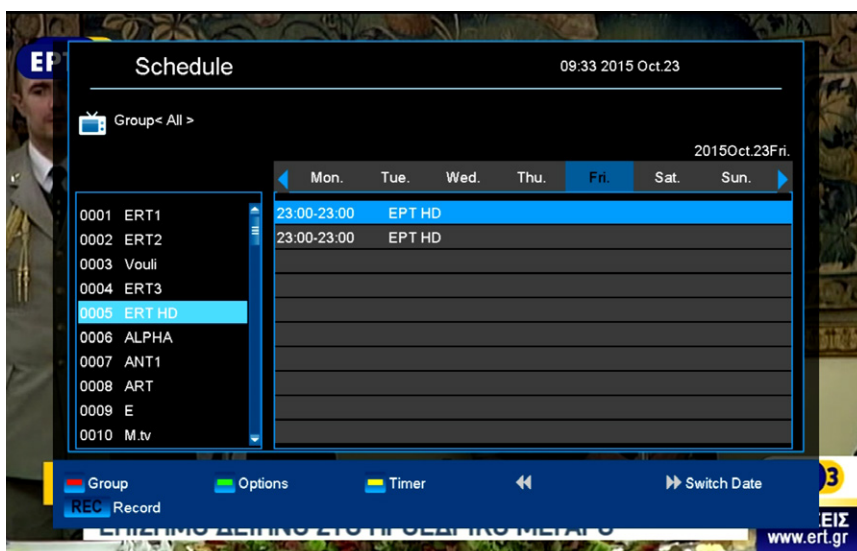 Schedule
09:33 2015 Oct.23
Group< All >
2015Oct.23Fri.
Mon. Tue. Wed. Thu. Fri. Sat. Sun.
0001 ERT1
0002 ERT2
0003 Vouli
0004 ERT3
0005 ERT HD
0006 ALPHA
0007 ANT1
0008 ART
0009 E
0010 M.tv
23:00-23:00 ΕΡΤ HD
23:00-23:00 ΕΡΤ HD
Group Options Timer Switch Date
REC Record
3
www.ert.gr